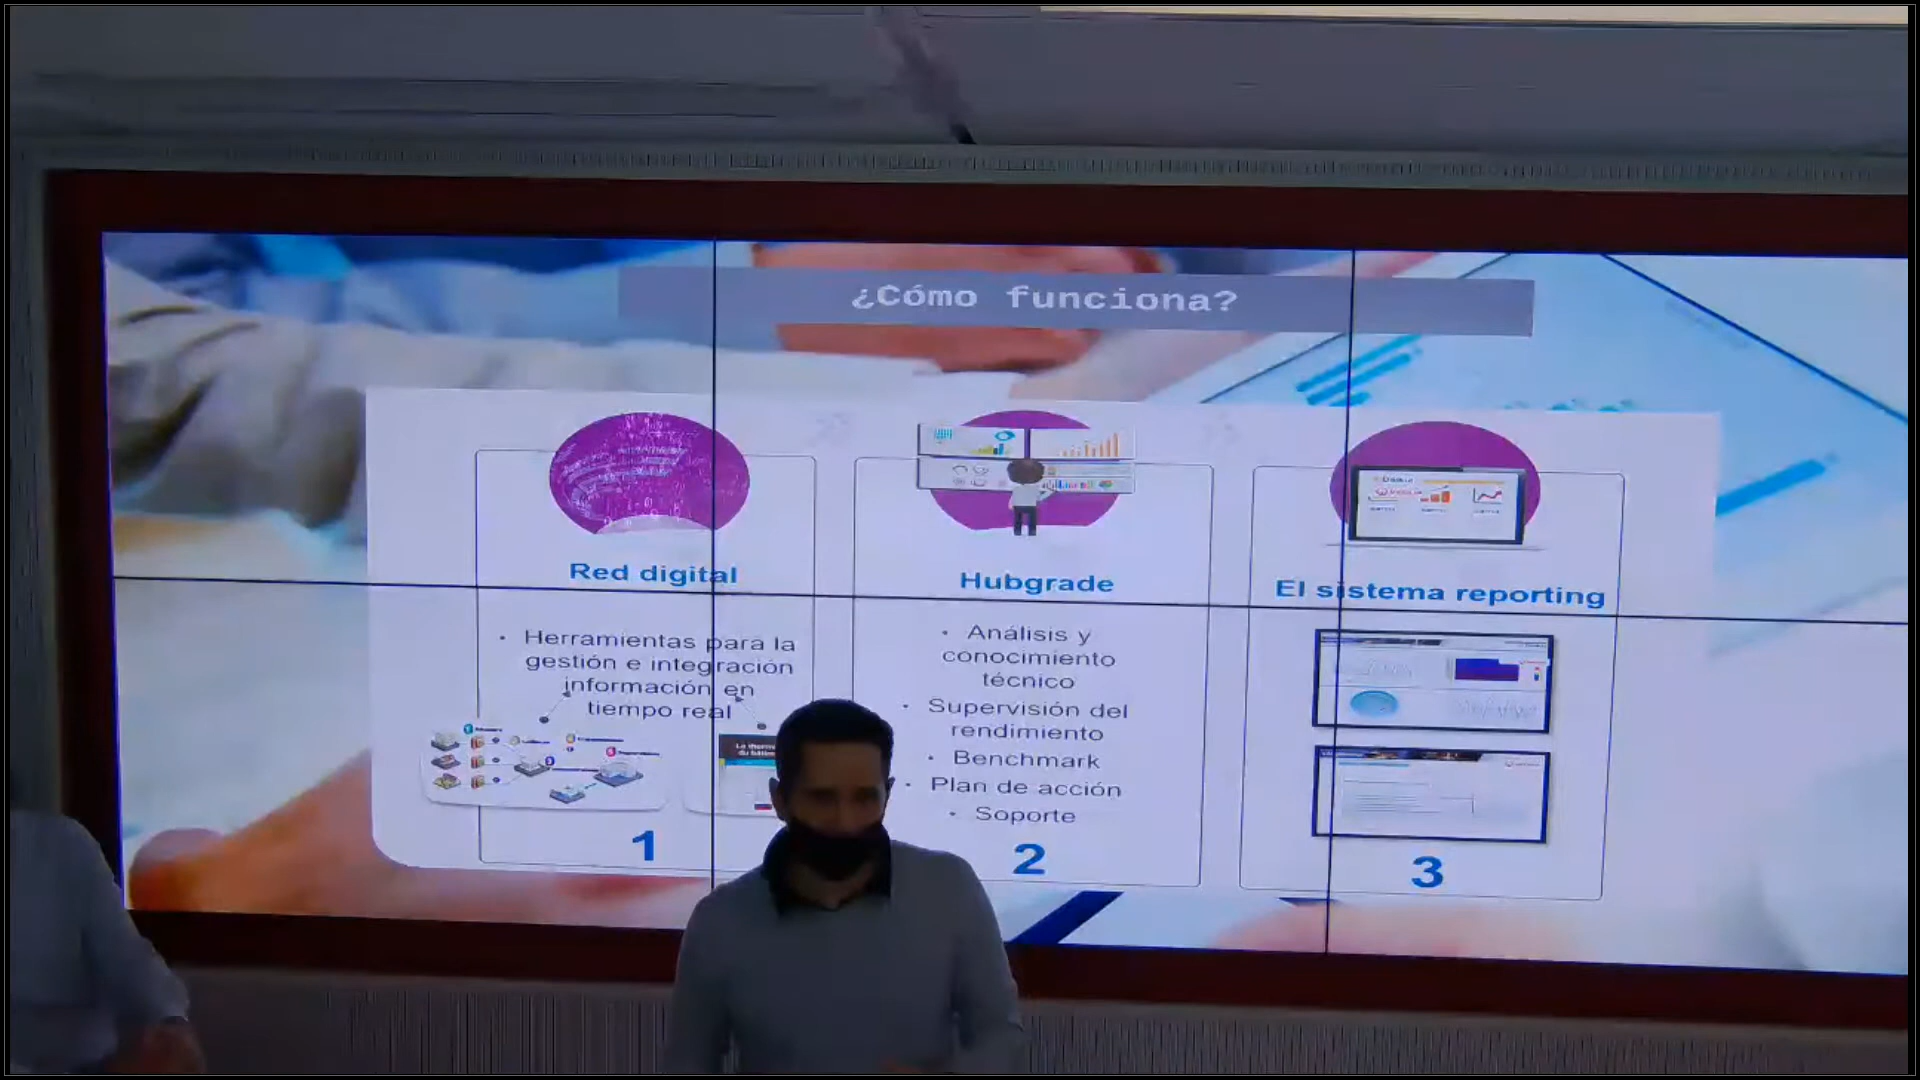 ¿Cómo funciona?
Red digital
• Herramientas para la
gestión e integración
información en
tiempo real
1
Hubgrade
• Análisis y
conocimiento
técnico
• Supervisión del
rendimiento
• Benchmark
• Plan de acción
• Soporte
2
El sistema reporting
3